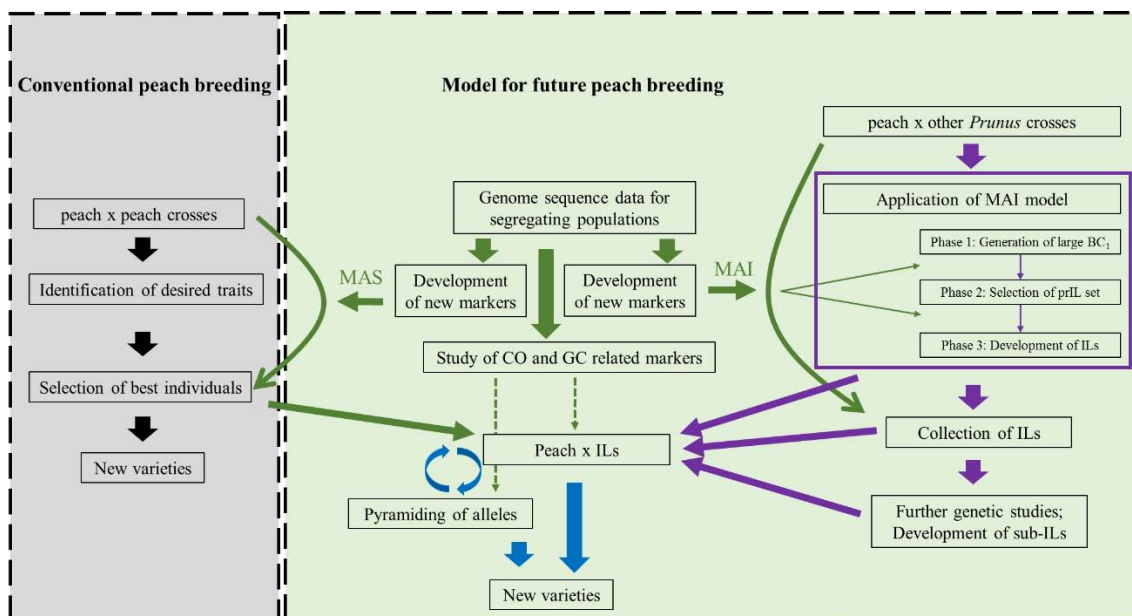 Conventional peach breeding
peach x peach crosses
Identification of desired traits
Selection of best individuals
New varieties
Model for future peach breeding
Genome sequence data for
segregating populations
MAS
Development
of new markers
Development
of new markers
MAI
Study of CO and GC related markers
Peach x ILs
Pyramiding of alleles
New varieties
peach x other Prunus crosses
Application of MAI model
Phase 1: Generation of large BC₁
Phase 2: Selection of prIL set
Phase 3: Development of ILs
Collection of ILs
Further genetic studies;
Development of sub-ILs